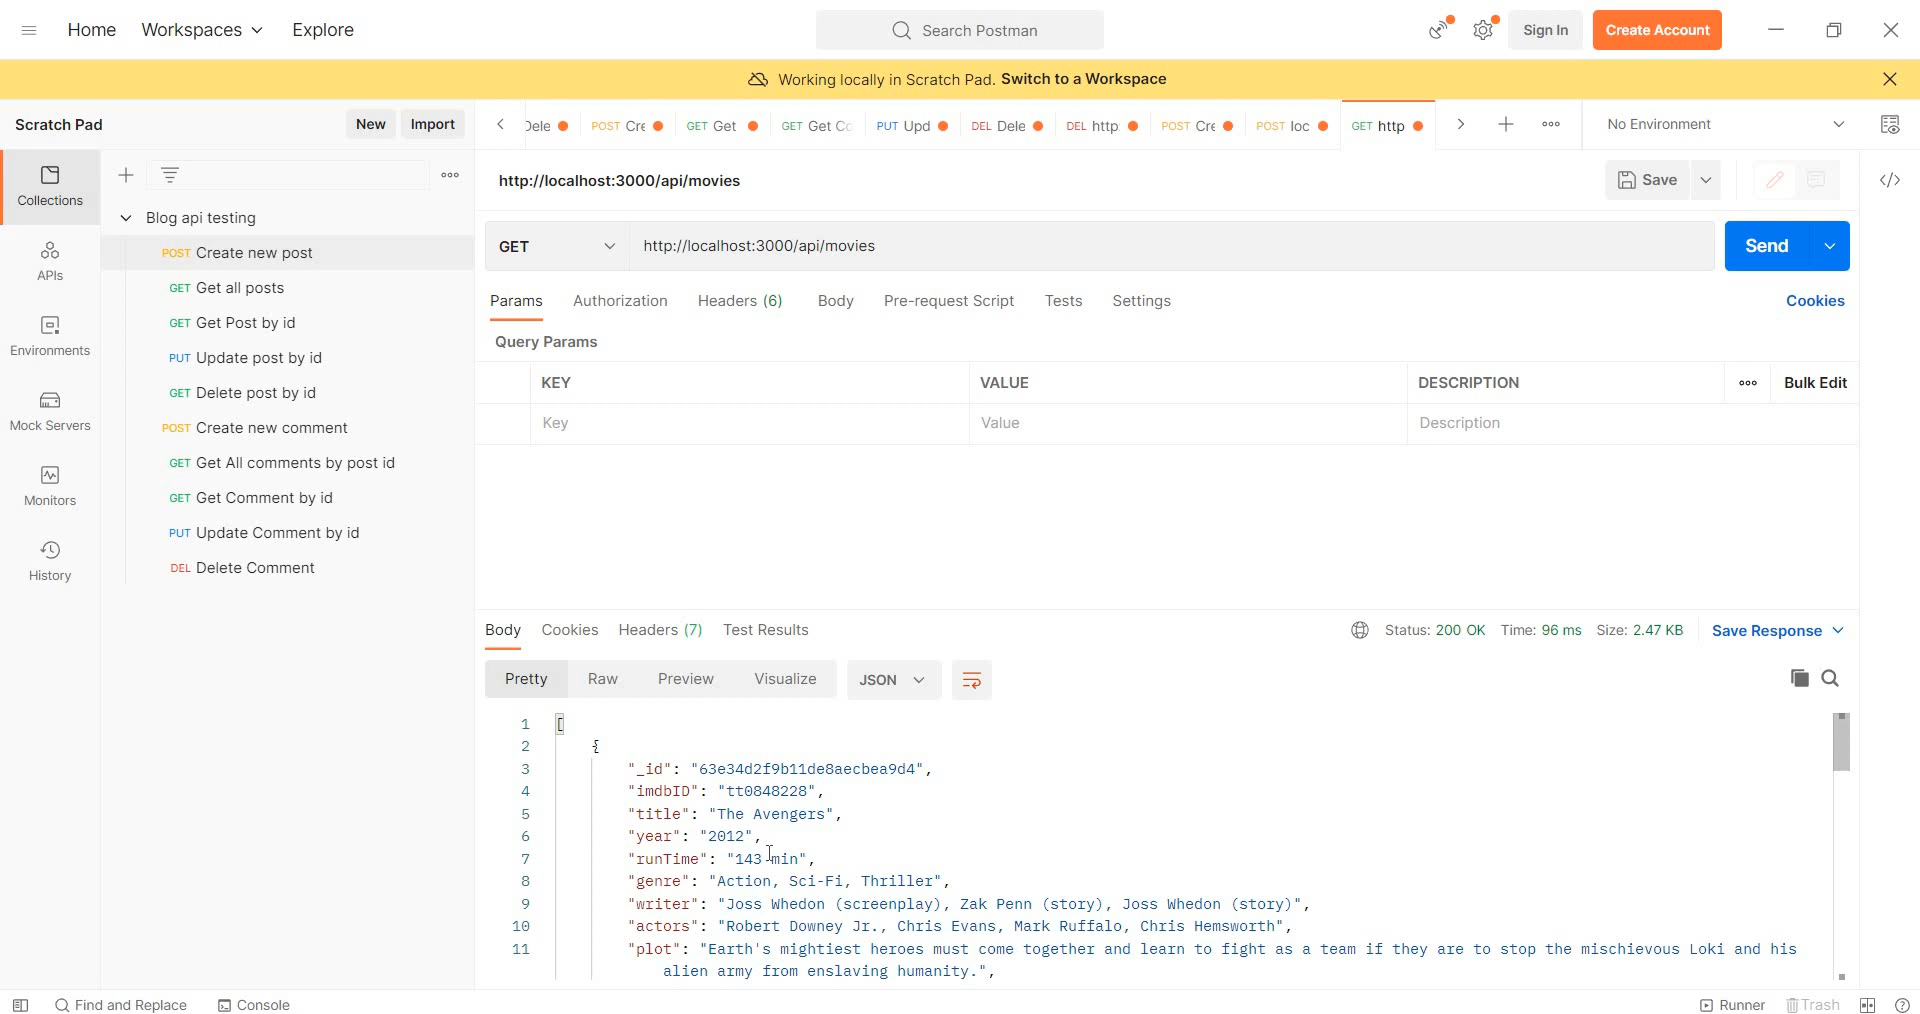 Home Workspaces Explore Search Postman Sign In Create Account
Working locally in Scratch Pad. Switch to a Workspace
Scratch Pad New Import Dele POST Cre GET Get GET Get Cc PUT Upd DEL Dele DEL http POST Cre POST loc GET http No Environment
Collections
APIs
Environments
Mock Servers
Monitors
History
Blog api testing
POST Create new post
GET Get all posts
GET Get Post by id
PUT Update post by id
GET Delete post by id
POST Create new comment
GET Get All comments by post id
GET Get Comment by id
PUT Update Comment by id
DEL Delete Comment
http://localhost:3000/api/movies Save
GET http://localhost:3000/api/movies Send
Params Authorization Headers (6) Body Pre-request Script Tests Settings Cookies
Query Params
KEY VALUE DESCRIPTION Bulk Edit
Key Value Description
Body Cookies Headers (7) Test Results Status: 200 OK Time: 96 ms Size: 2.47 KB Save Response
Pretty Raw Preview Visualize JSON
1 [
2 {
3 "_id": "63e34d2f9b11de8aecbea9d4",
4 "imdbID": "tt0848228",
5 "title": "The Avengers",
6 "year": "2012",
7 "runTime": "143 min",
8 "genre": "Action, Sci-Fi, Thriller",
9 "writer": "Joss Whedon (screenplay), Zak Penn (story), Joss Whedon (story)",
10 "actors": "Robert Downey Jr., Chris Evans, Mark Ruffalo, Chris Hemsworth",
11 "plot": "Earth's mightiest heroes must come together and learn to fight as a team if they are to stop the mischievous Loki and his
alien army from enslaving humanity.",
Find and Replace Console Runner Trash